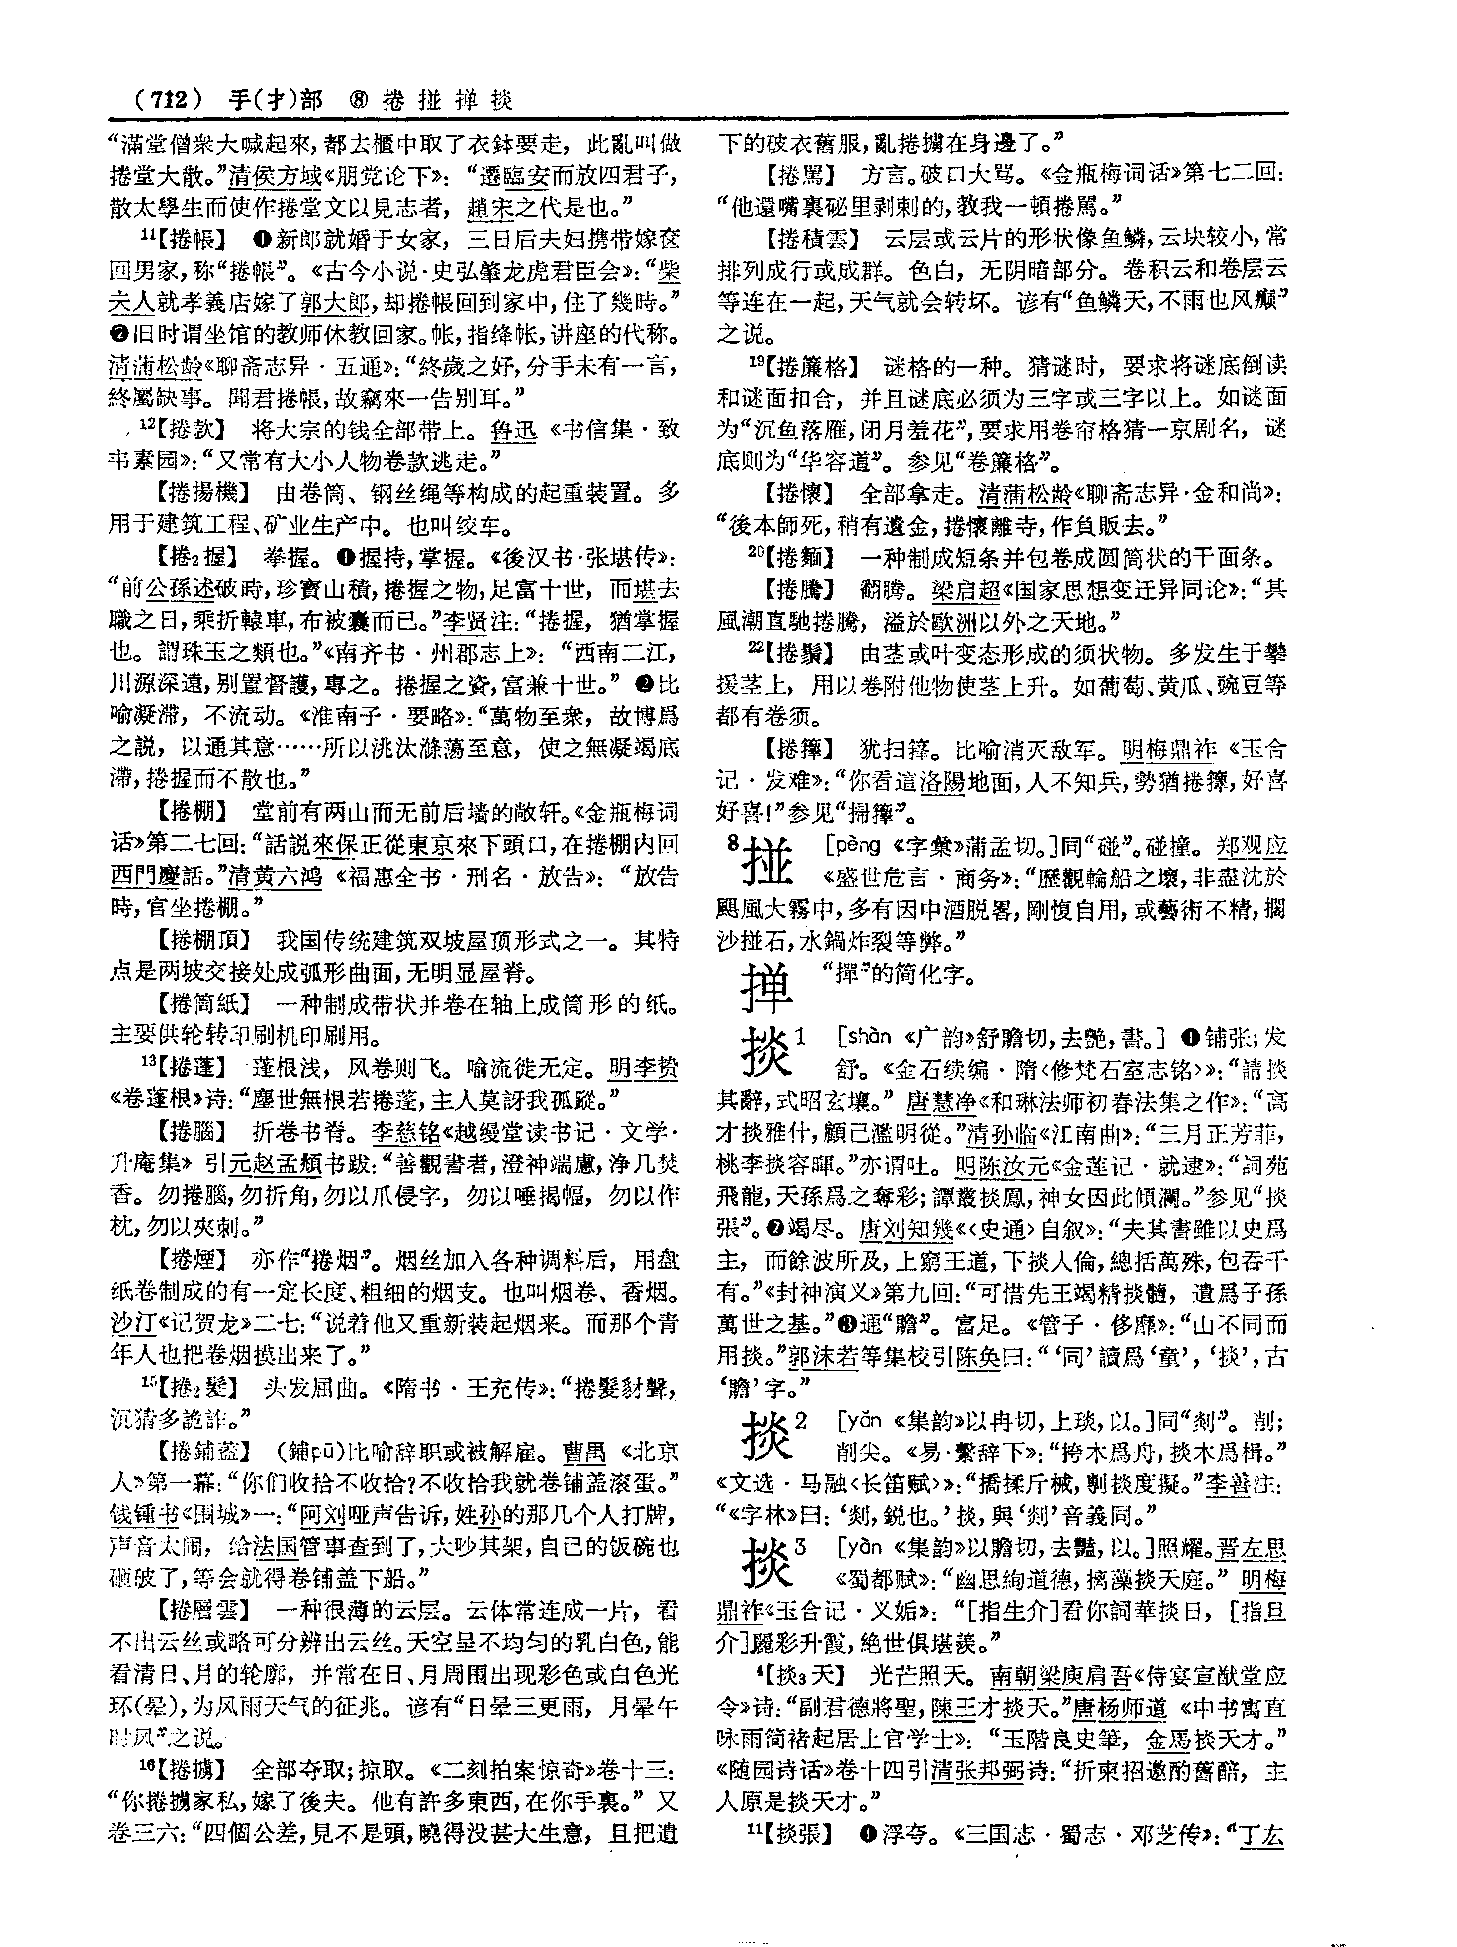 (712) 手(扌)部 ⑧ 捲 掽 掸 掞
“滿堂僧衆大喊起來,都去櫃中取了衣鉢要走，此亂叫做
捲堂大散。”清侯方域《朋党论下》：“遷臨安而放四君子，
散太學生而使作捲堂文以見志者，趙宋之代是也。”
11【捲帳】 ❶新郎就婚于女家，三日后夫妇携带嫁奁
回男家,称“捲帳”。《古今小说·史弘肇龙虎君臣会》：“柴
夫人就孝義店嫁了郭大郎,却捲帳回到家中,住了幾時。”
❷旧时谓坐馆的教师休教回家。帐,指绛帐,讲座的代称。
清蒲松龄《聊斋志异·五通》：“終歲之好,分手未有一言，
終屬缺事。聞君捲帳,故竊來一告别耳。”
12【捲款】 将大宗的钱全部带上。鲁迅《书信集·致
韦素园》：“又常有大小人物卷款逃走。”
【捲揚機】 由卷筒、钢丝绳等构成的起重装置。多
用于建筑工程、矿业生产中。也叫绞车。
【捲₂握】 拳握。❶握持,掌握。《後汉书·张堪传》：
“前公孫述破時,珍寶山積,捲握之物,足富十世，而堪去
職之日,乘折轅車,布被囊而已。”李贤注：“捲握，猶掌握
也。謂珠玉之類也。”《南齐书·州郡志上》：“西南二江，
川源深遠,别置督護,專之。捲握之資,富兼十世。”❷比
喻凝滞，不流动。《淮南子·要略》：“萬物至衆，故博爲
之説，以通其意……所以洮汰滌蕩至意，使之無凝竭底
滯,捲握而不散也。”
【捲棚】 堂前有两山而无前后墙的敞轩。《金瓶梅词
话》第二七回：“話説來保正從東京來下頭口,在捲棚内回
西門慶話。”清黄六鸿《福惠全书·刑名·放告》：“放告
時,官坐捲棚。”
【捲棚頂】 我国传统建筑双坡屋顶形式之一。其特
点是两坡交接处成弧形曲面,无明显屋脊。
【捲筒紙】 一种制成带状并卷在轴上成筒形的纸。
主要供轮转印刷机印刷用。
13【捲蓬】 蓬根浅，风卷则飞。喻流徙无定。明李贽
《卷蓬根》诗：“塵世無根若捲蓬,主人莫訝我孤蹤。”
【捲腦】 折卷书脊。李慈铭《越缦堂读书记·文学·
升庵集》引元赵孟頫书跋：“善觀書者,澄神端慮,净几焚
香。勿捲腦,勿折角,勿以爪侵字，勿以唾揭幅，勿以作
枕,勿以夾刺。”
【捲煙】 亦作“捲烟”。烟丝加入各种调料后，用盘
纸卷制成的有一定长度、粗细的烟支。也叫烟卷、香烟。
沙汀《记贺龙》二七：“说着他又重新装起烟来。而那个青
年人也把卷烟摸出来了。”
15【捲₂髮】 头发屈曲。《隋书·王充传》：“捲髮豺聲，
沉猜多詭詐。”
【捲鋪蓋】 (鋪pū)比喻辞职或被解雇。曹禺《北京
人》第一幕：“你们收拾不收拾?不收拾我就卷铺盖滚蛋。”
钱锺书《围城》一：“阿刘哑声告诉,姓孙的那几个人打牌，
声音太闹，给法国管事查到了,大吵其架,自己的饭碗也
砸破了,等会就得卷铺盖下船。”
【捲層雲】 一种很薄的云层。云体常连成一片，看
不出云丝或略可分辨出云丝。天空呈不均匀的乳白色,能
看清日、月的轮廓，并常在日、月周围出现彩色或白色光
环(晕),为风雨天气的征兆。谚有“日晕三更雨，月晕午
时风”之说。
16【捲擄】 全部夺取;掠取。《二刻拍案惊奇》卷十三：
“你捲擄家私,嫁了後夫。他有許多東西,在你手裏。”又
卷三六：“四個公差,見不是頭,曉得没甚大生意，且把遺
下的破衣舊服,亂捲擄在身邊了。”
【捲駡】 方言。破口大骂。《金瓶梅词话》第七二回：
“他還嘴裏硶里剥剌的,教我一頓捲駡。”
【捲積雲】 云层或云片的形状像鱼鳞,云块较小,常
排列成行或成群。色白，无阴暗部分。卷积云和卷层云
等连在一起,天气就会转坏。谚有“鱼鳞天,不雨也风癫”
之说。
19【捲簾格】 谜格的一种。猜谜时，要求将谜底倒读
和谜面扣合，并且谜底必须为三字或三字以上。如谜面
为“沉鱼落雁,闭月羞花”,要求用卷帘格猜一京剧名，谜
底则为“华容道”。参见“卷簾格”。
【捲懷】 全部拿走。清蒲松龄《聊斋志异·金和尚》：
“後本師死,稍有遺金,捲懷離寺,作負販去。”
20【捲麵】 一种制成短条并包卷成圆筒状的干面条。
【捲騰】 翻腾。梁启超《国家思想变迁异同论》：“其
風潮直馳捲騰，溢於歐洲以外之天地。”
22【捲鬚】 由茎或叶变态形成的须状物。多发生于攀
援茎上，用以卷附他物使茎上升。如葡萄、黄瓜、豌豆等
都有卷须。
【捲籜】 犹扫箨。比喻消灭敌军。明梅鼎祚《玉合
记·发难》：“你看這洛陽地面,人不知兵,勢猶捲籜,好喜
好喜!”参见“掃籜”。
8掽 [pèng 《字彙》蒲孟切。]同“碰”。碰撞。郑观应
《盛世危言·商务》：“歷觀輪船之壞,非盡沈於
颶風大霧中,多有因中酒脱畧,剛愎自用,或藝術不精,擱
沙掽石,水鍋炸裂等弊。”
掸 “撣”的简化字。
掞1 [shàn 《广韵》舒贍切,去艷,書。] ❶铺张;发
舒。《金石续编·隋〈修梵石室志铭〉》：“請掞
其辭,式昭玄壤。”唐慧净《和琳法师初春法集之作》：“高
才掞雅什,顧己濫明從。”清孙临《江南曲》：“三月正芳菲，
桃李掞容暉。”亦谓吐。明陈汝元《金莲记·就逮》：“詞苑
飛龍,天孫爲之奪彩;譚叢掞鳳,神女因此傾瀾。”参见“掞
張”。❷竭尽。唐刘知幾《〈史通〉自叙》：“夫其書雖以史爲
主，而餘波所及,上窮王道,下掞人倫,總括萬殊,包吞千
有。”《封神演义》第九回：“可惜先王竭精掞髓，遺爲子孫
萬世之基。”❸通“贍”。富足。《管子·侈靡》：“山不同而
用掞。”郭沫若等集校引陈奂曰：“‘同’讀爲‘童’，‘掞’,古
‘贍’字。”
掞2 [yǎn 《集韵》以冉切,上琰,以。]同“剡”。削;
削尖。《易·繫辞下》：“挎木爲舟,掞木爲楫。”
《文选·马融〈长笛赋〉》：“撟揉斤械,剸掞度擬。”李善注：
“《字林》曰：‘剡,鋭也。’掞,與‘剡’音義同。”
掞3 [yàn 《集韵》以贍切,去豔,以。]照耀。晋左思
《蜀都赋》：“幽思絢道德,摛藻掞天庭。”明梅
鼎祚《玉合记·义姤》：“[指生介]看你詞華掞日，[指旦
介]麗彩升霞,絶世俱堪羨。”
4【掞₃天】 光芒照天。南朝梁庾肩吾《侍宴宣猷堂应
令》诗：“副君德將聖,陳王才掞天。”唐杨师道《中书寓直
咏雨简褚起居上官学士》：“玉階良史筆，金馬掞天才。”
《随园诗话》卷十四引清张邦弼诗：“折柬招邀酌舊醅，主
人原是掞天才。”
11【掞張】 ❶浮夸。《三国志·蜀志·邓芝传》：“丁厷